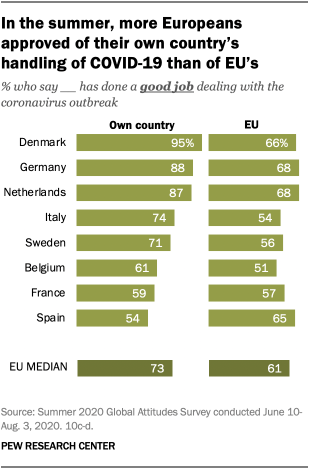 In the summer, more Europeans
approved of their own country's
handling of COVID-19 than of EU's
% who say __ has done a good job dealing with the
coronavirus outbreak
Own country EU
Denmark 95% 66%
Germany 88 68
Netherlands 87 68
Italy 74 54
Sweden 71 56
Belgium 61 51
France 59 57
Spain 54 65
EU MEDIAN 73 61
Source: Summer 2020 Global Attitudes Survey conducted June 10-
Aug. 3, 2020. 10c-d.
PEW RESEARCH CENTER